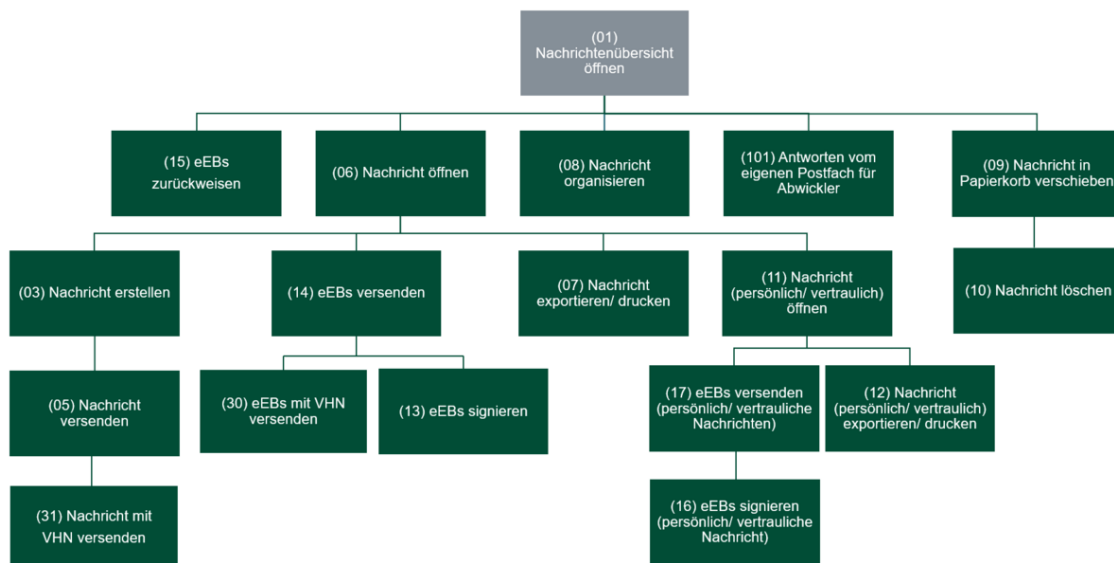 (01)
Nachrichtenübersicht
öffnen
(15) eEBs
zurückweisen
(06) Nachricht öffnen
(08) Nachricht
organisieren
(101) Antworten vom
eigenen Postfach für
Abwickler
(09) Nachricht in
Papierkorb verschieben
(03) Nachricht erstellen
(14) eEBs versenden
(07) Nachricht
exportieren/ drucken
(11) Nachricht
(persönlich/ vertraulich)
öffnen
(10) Nachricht löschen
(05) Nachricht
versenden
(30) eEBs mit VHN
versenden
(13) eEBs signieren
(17) eEBs versenden
(persönlich/ vertrauliche
Nachrichten)
(12) Nachricht
(persönlich/ vertraulich)
exportieren/ drucken
(31) Nachricht mit
VHN versenden
(16) eEBs signieren
(persönlich/ vertrauliche
Nachricht)